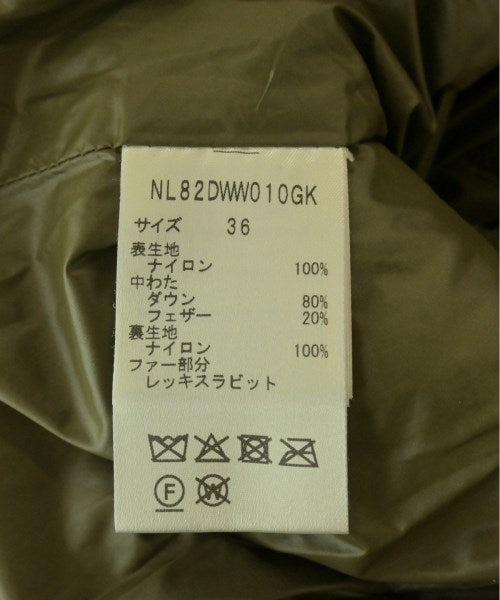 NL82DWW010GK
サイズ 36
表生地
ナイロン 100%
中わた
ダウン 80%
フェザー 20%
裏生地
ナイロン 100%
ファー部分
レッキスラビット
F W